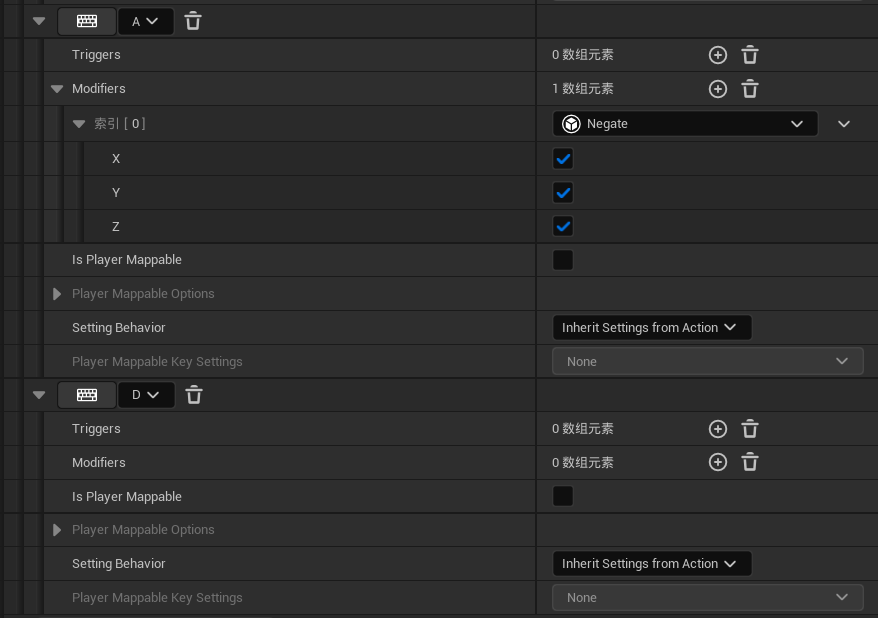 A
Triggers 0 数组元素
Modifiers 1 数组元素
索引 [ 0 ] Negate
X
Y
Z
Is Player Mappable
Player Mappable Options
Setting Behavior Inherit Settings from Action
Player Mappable Key Settings None
D
Triggers 0 数组元素
Modifiers 0 数组元素
Is Player Mappable
Player Mappable Options
Setting Behavior Inherit Settings from Action
Player Mappable Key Settings None